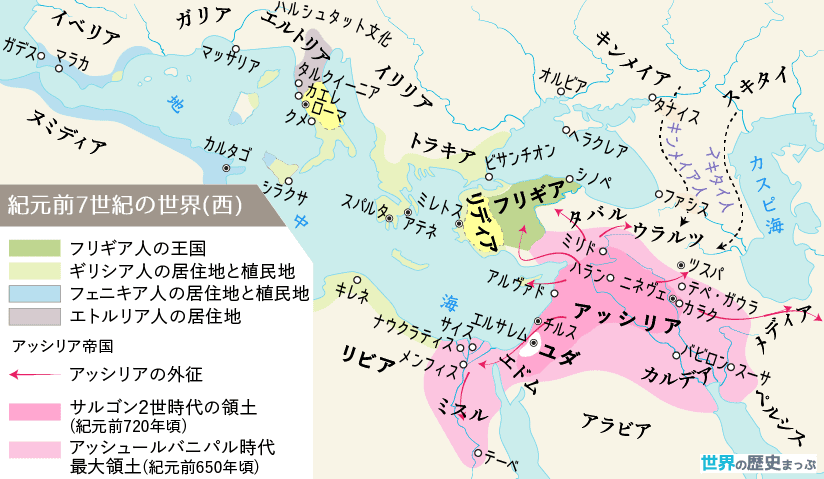 イベリア
ガリア
ハルシュタット文化
エルトリア
ガデス
マラカ
マッサリア
イリリア
キンメイア
スキタイ
タルクイーニア
カエレ
ローマ
クメ
オルビア
タナイス
ヌミディア
地
中
海
カルタゴ
トラキア
ビサンチオン
ヘラクレア
キンメイア人
マキタイ人
カスピ海
シラクサ
スパルタ
アテネ
ミレトス
リディア
フリギア
シノペ
ファシス
タバル
ウラルツ
ミリド
紀元前7世紀の世界(西)
フリギア人の王国
ギリシア人の居住地と植民地
フェニキア人の居住地と植民地
エトルリア人の居住地
アッシリア帝国
アッシリアの外征
サルゴン2世時代の領土
(紀元前720年頃)
アッシュールバニパル時代
最大領土(紀元前650年頃)
キレネ
アルヴァド
ハラン
ニネヴェ
ツスパ
テペ・ガウラ
カラタ
メディア
アッシリア
ナウクラティス
サイス
エルサレム
チルス
ユダ
リビア
メンフィス
エドム
バビロン
スーサ
カルデア
ペルシス
ミスル
アラビア
テーベ
世界の歴史まっぷ